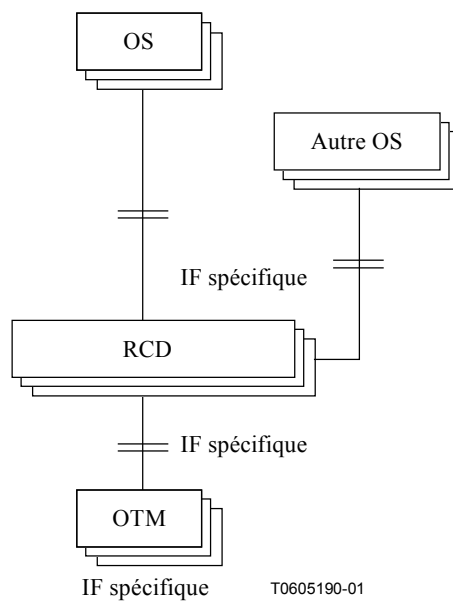 OS
Autre OS
IF spécifique
RCD
IF spécifique
OTM
IF spécifique
T0605190-01